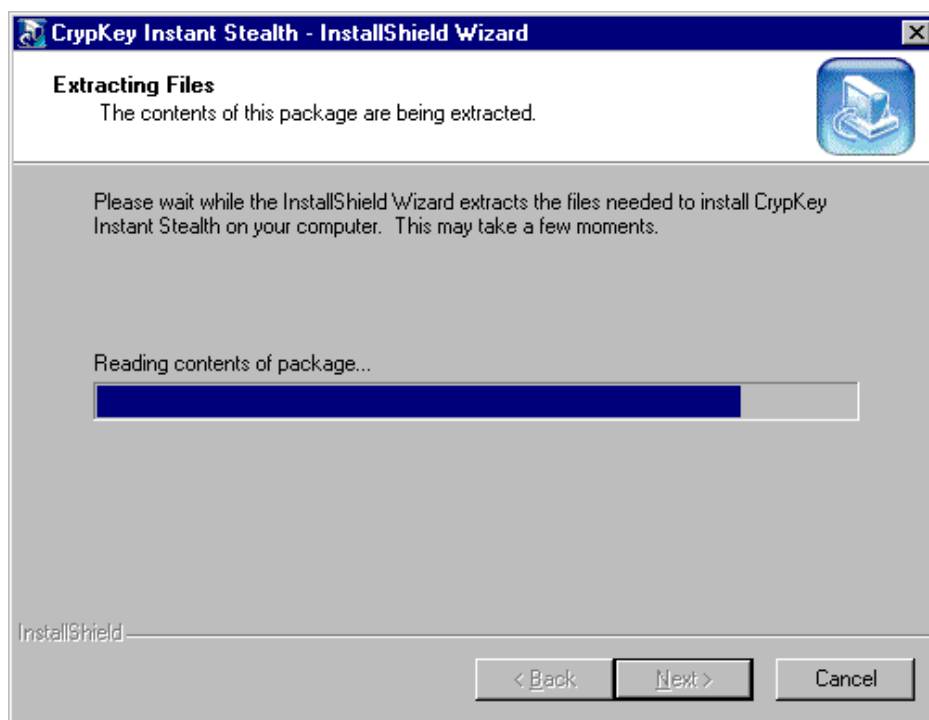 CrypKey Instant Stealth - InstallShield Wizard
Extracting Files
The contents of this package are being extracted.
Please wait while the InstallShield Wizard extracts the files needed to install CrypKey
Instant Stealth on your computer.  This may take a few moments.
Reading contents of package...
InstallShield
< Back
Next >
Cancel